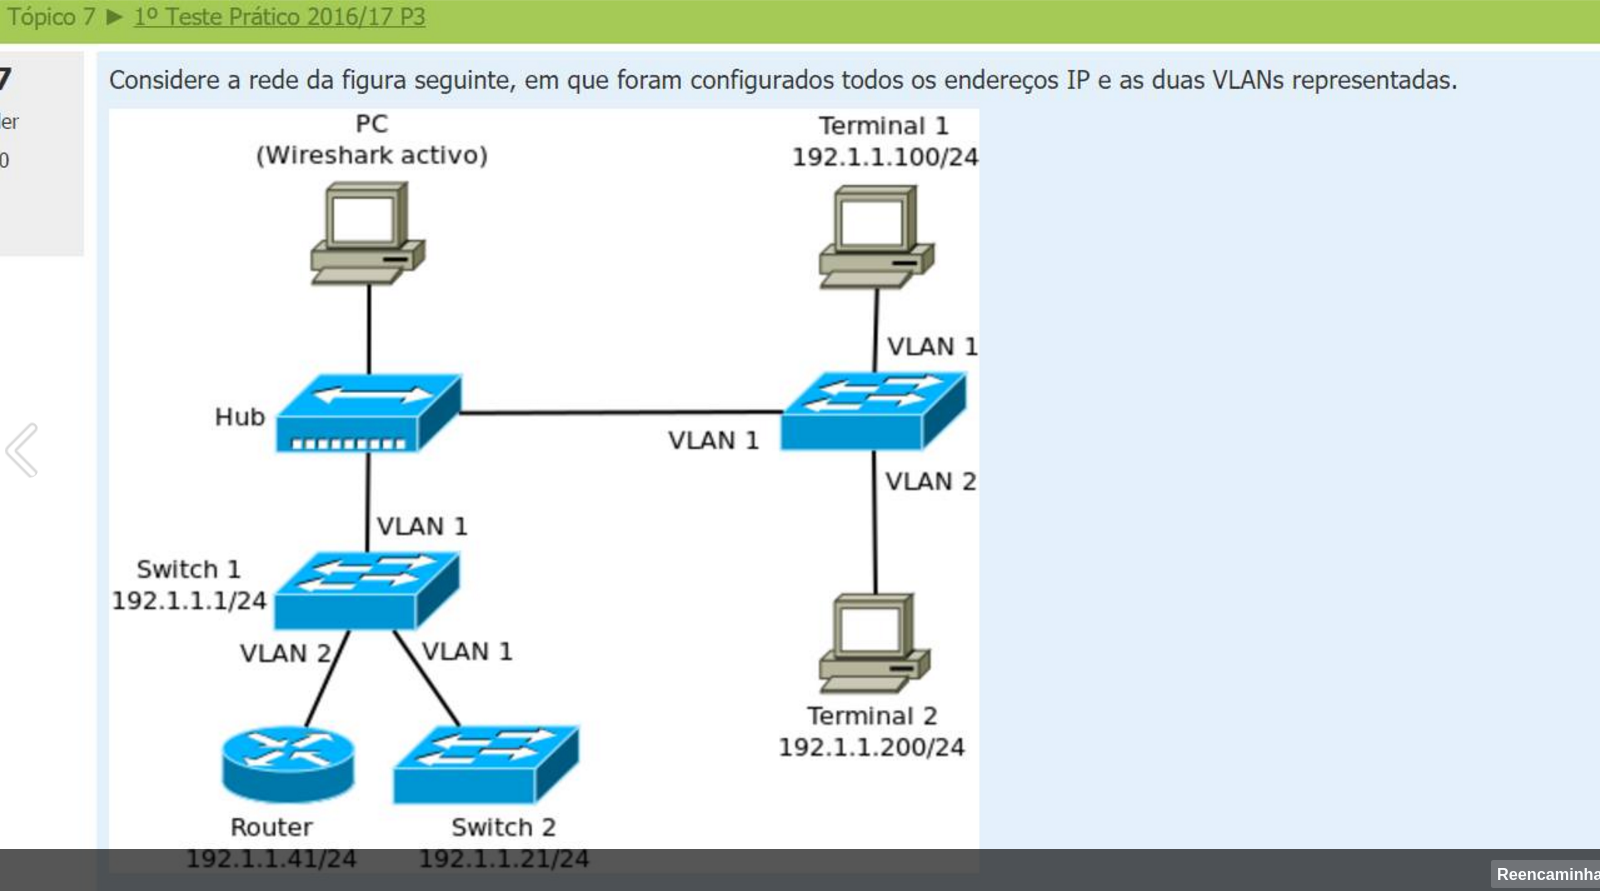 Tópico 7 ► 1º Teste Prático 2016/17 P3
7
Considere a rede da figura seguinte, em que foram configurados todos os endereços IP e as duas VLANs representadas.
er
0
PC
(Wireshark activo)
Terminal 1
192.1.1.100/24
VLAN 1
Hub
VLAN 1
VLAN 2
VLAN 1
Switch 1
192.1.1.1/24
VLAN 2
VLAN 1
Terminal 2
192.1.1.200/24
Router
192.1.1.41/24
Switch 2
192.1.1.21/24
Reencaminha